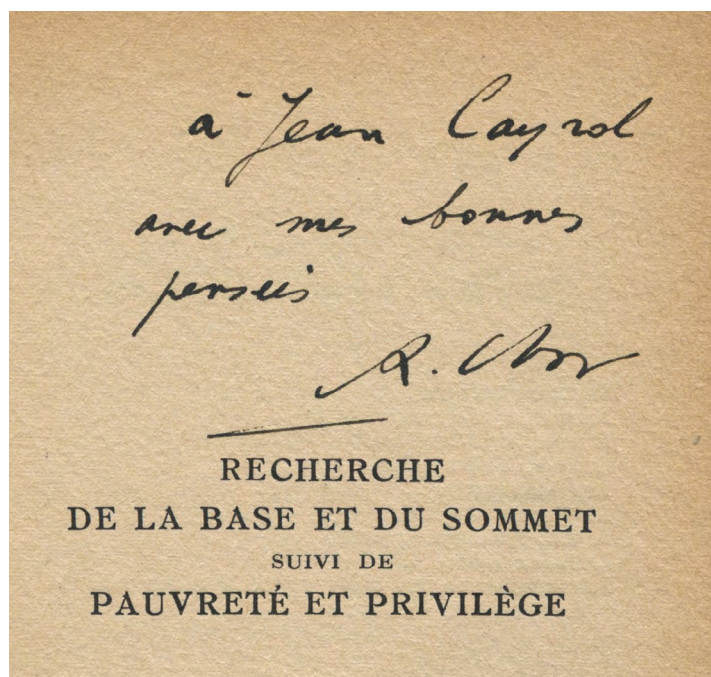 à Jean Cayrol
avec mes bonnes
pensées
R. Char
RECHERCHE
DE LA BASE ET DU SOMMET
SUIVI DE
PAUVRETÉ ET PRIVILÈGE